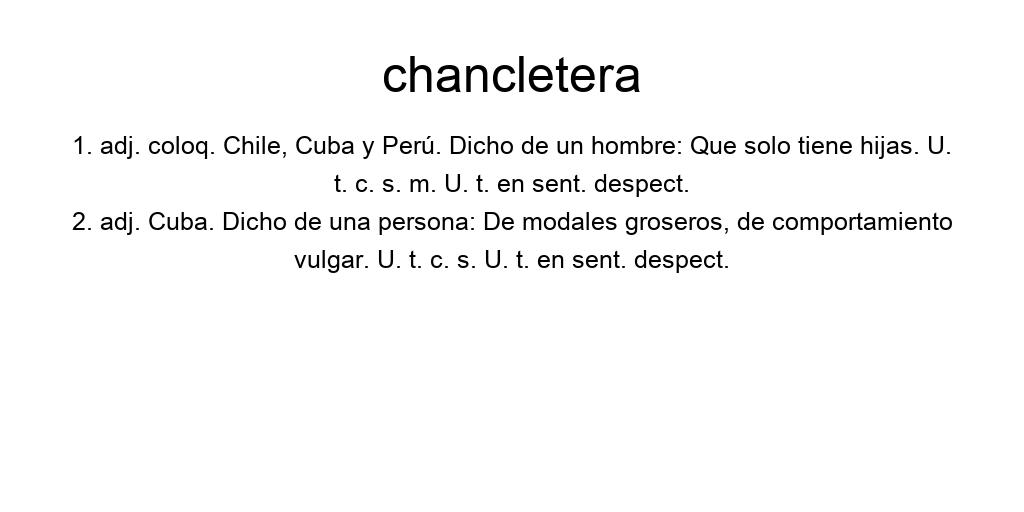 chancletera
1. adj. coloq. Chile, Cuba y Perú. Dicho de un hombre: Que solo tiene hijas. U.
t. c. s. m. U. t. en sent. despect.
2. adj. Cuba. Dicho de una persona: De modales groseros, de comportamiento
vulgar. U. t. c. s. U. t. en sent. despect.